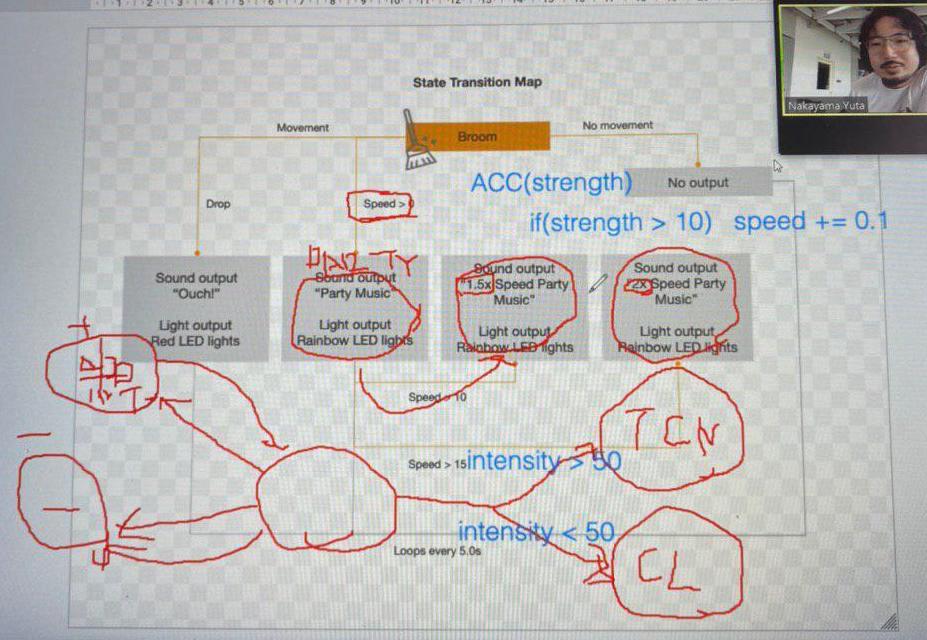 State Transition Map
Nakayama Yuta
Movement
Broom
No movement
ACC(strength)
No output
Drop
Speed >
if(strength > 10) speed += 0.1
Sound output
"Ouch!"
Light output
Red LED lights
Sound output
"Party Music"
Light output
Rainbow LED lights
Sound output
"1.5x Speed Party
Music"
Light output
Rainbow LED lights
Sound output
"2x Speed Party
Music"
Light output
Rainbow LED lights
Speed > 10
TCN
Speed > 15
intensity > 50
intensity < 50
Loops every 5.0s
CL